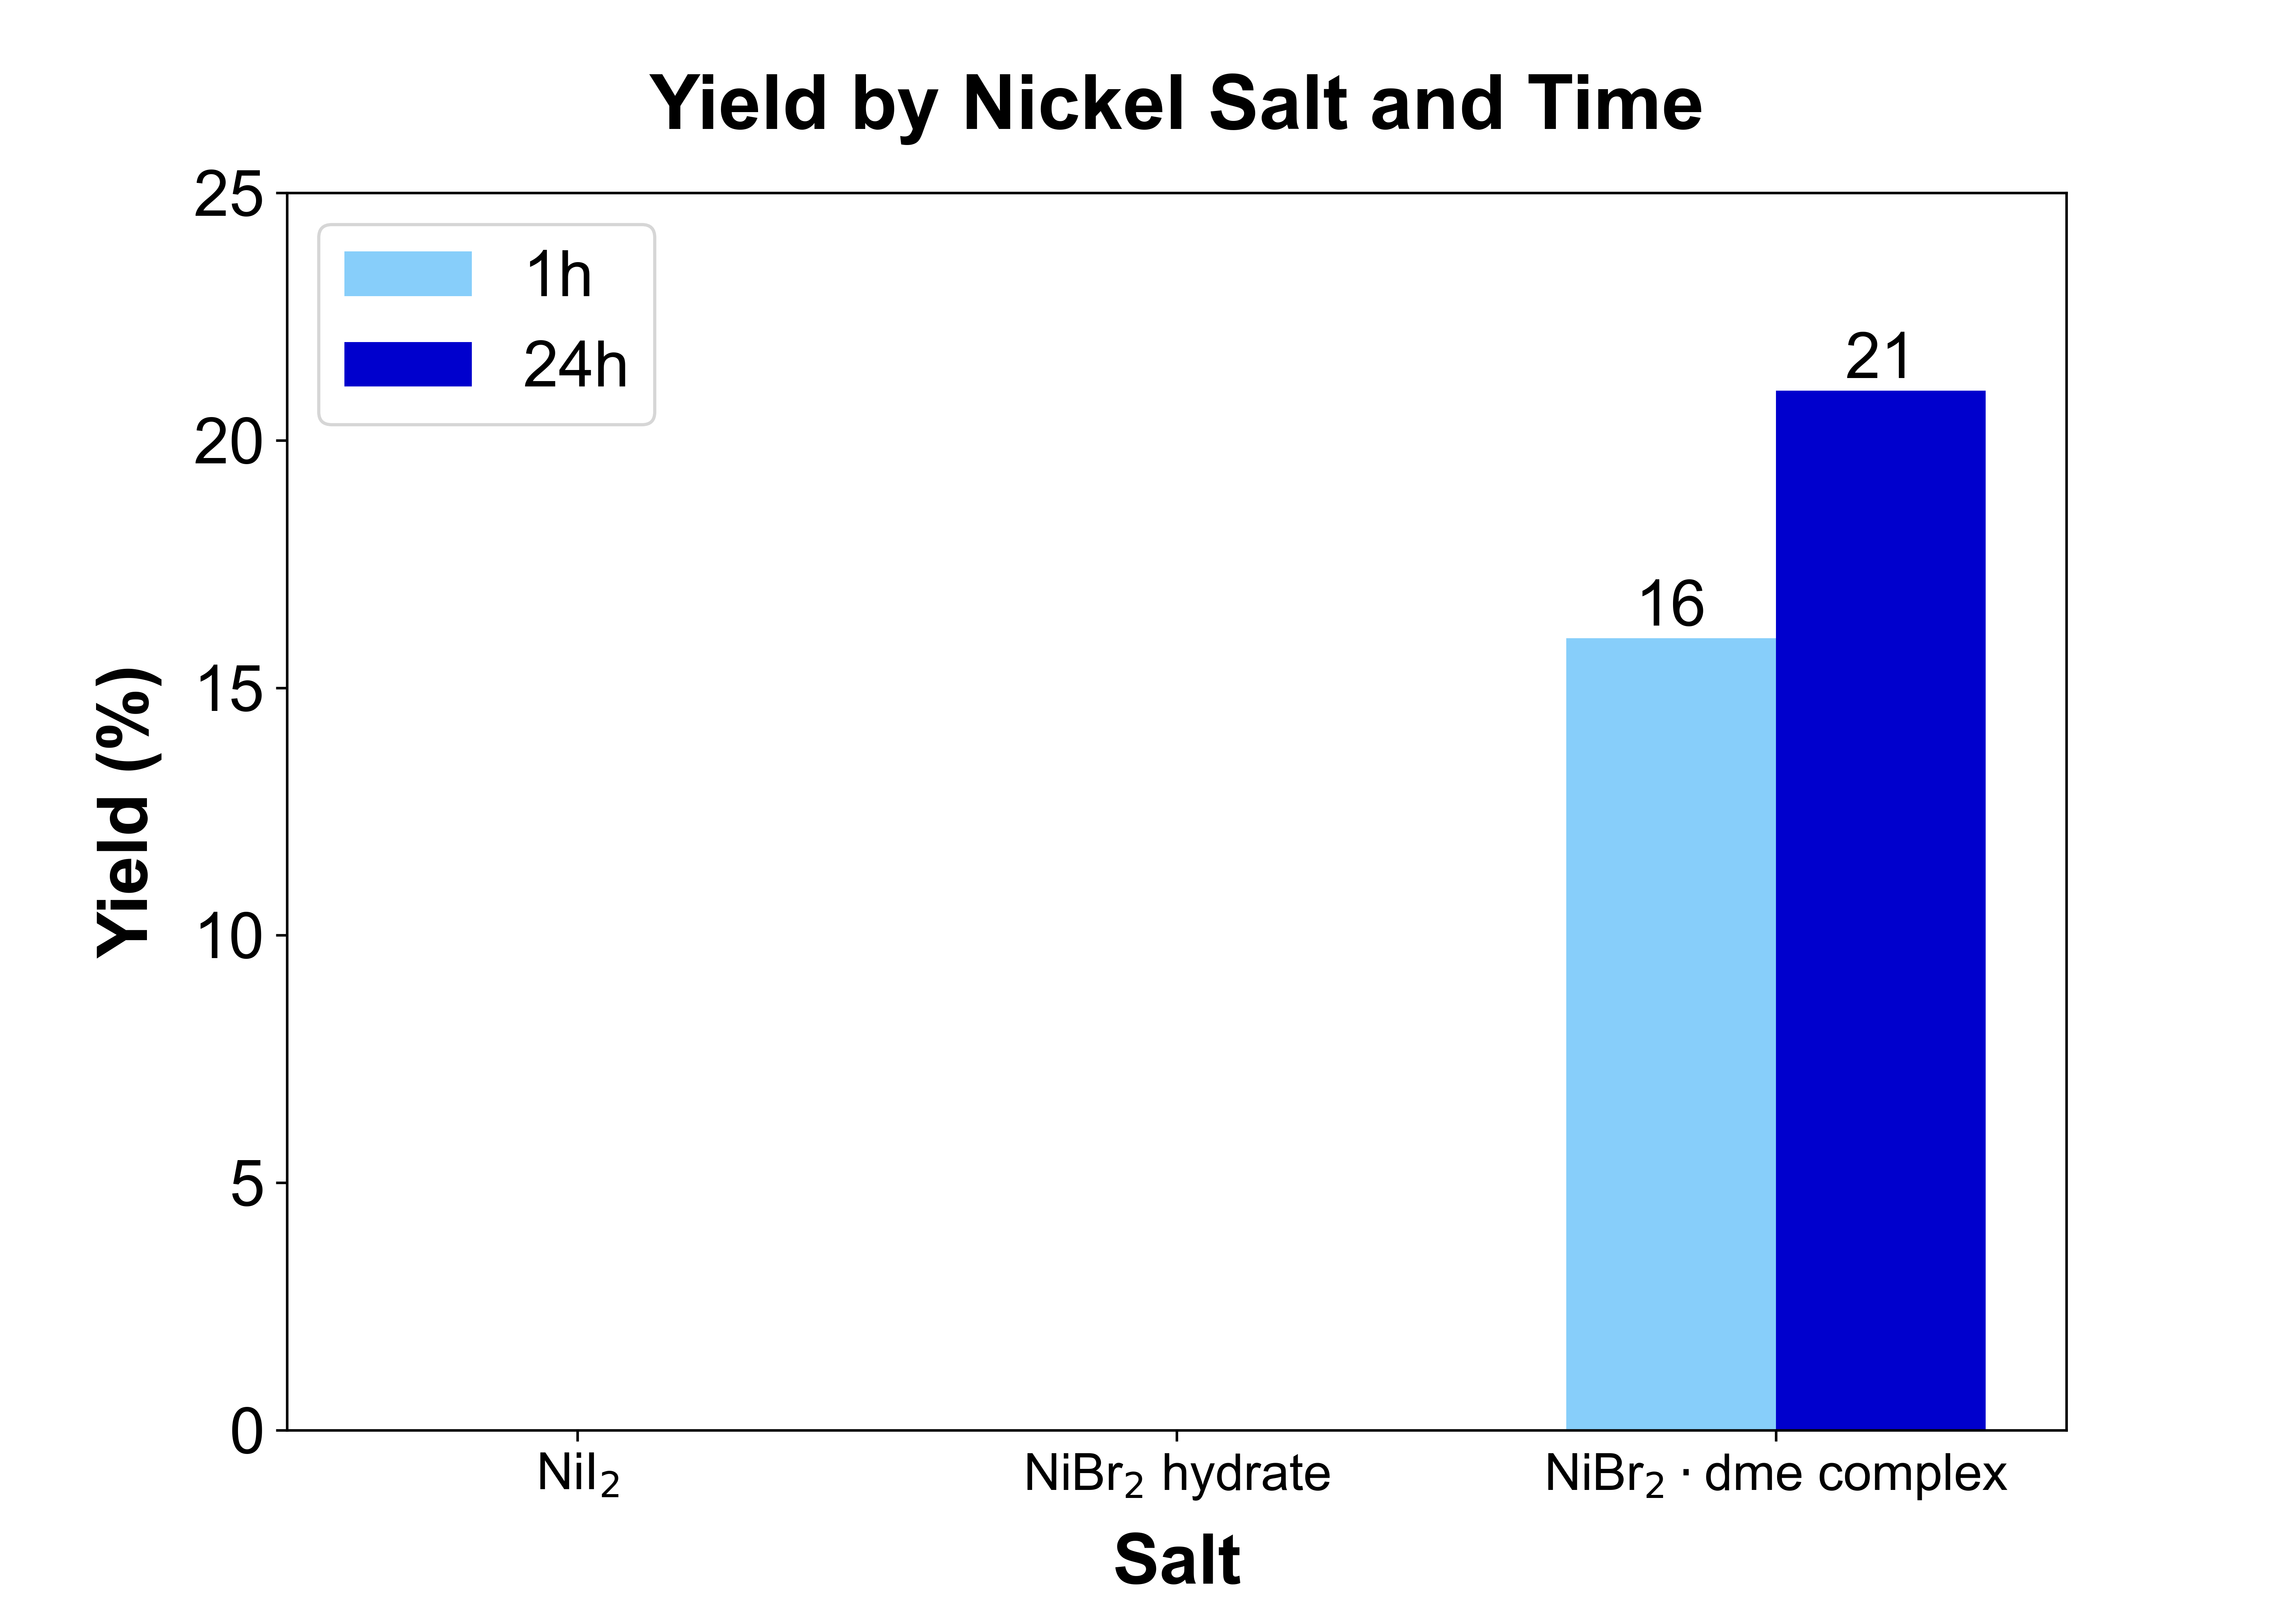 Yield by Nickel Salt and Time
25
1h
24h
21
20
16
15
Yield (%)
10
5
0
NiI₂
NiBr₂ hydrate
NiBr₂ · dme complex
Salt